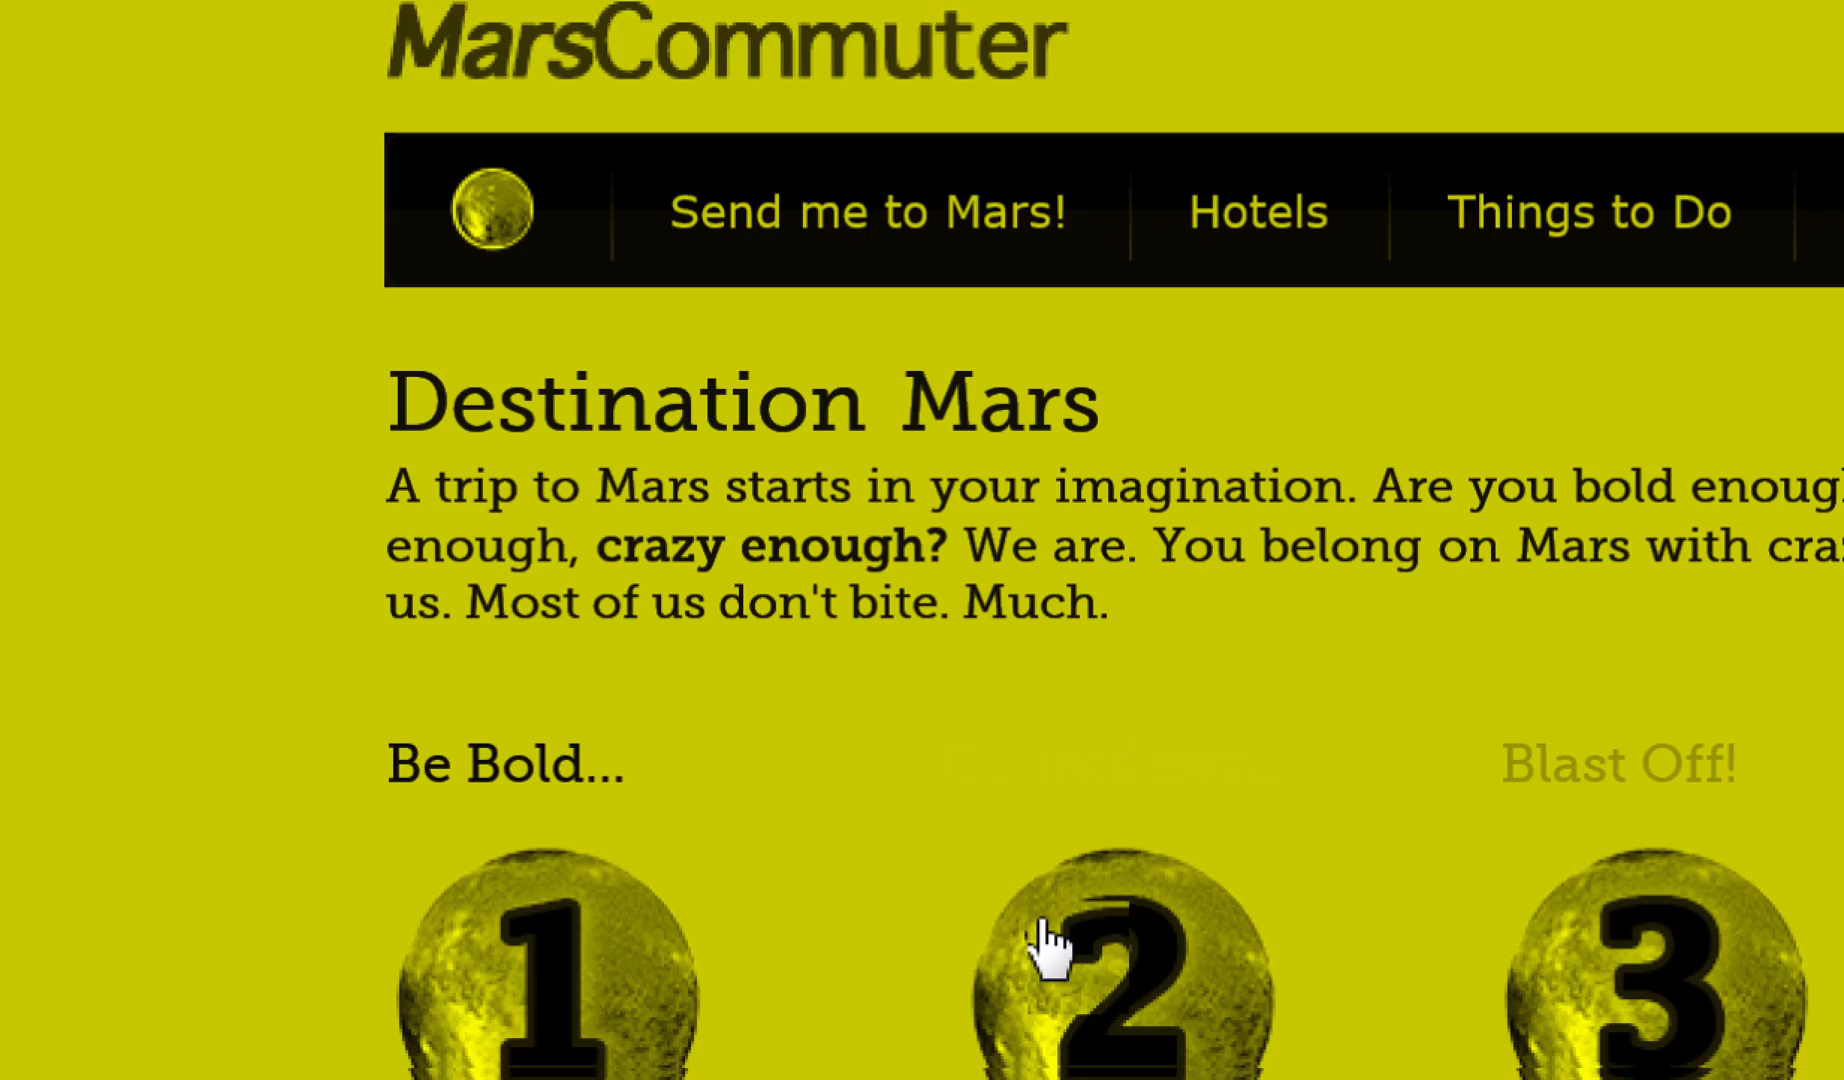 MarsCommuter
Send me to Mars! Hotels Things to Do
Destination Mars
A trip to Mars starts in your imagination. Are you bold
enough, crazy enough? We are. You belong on Mars with
us. Most of us don't bite. Much.
Be Bold... Blast Off!
1 2 3